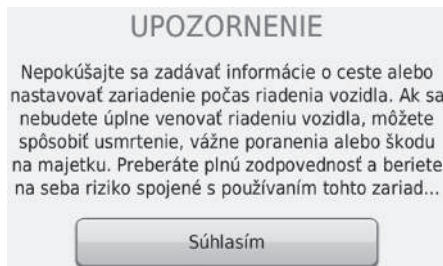 UPOZORNENIE
Nepokúšajte sa zadávať informácie o ceste alebo
nastavovať zariadenie počas riadenia vozidla. Ak sa
nebudete úplne venovať riadeniu vozidla, môžete
spôsobiť usmrtenie, vážne poranenia alebo škodu
na majetku. Preberáte plnú zodpovednosť a beriete
na seba riziko spojené s používaním tohto zariad...
Súhlasím